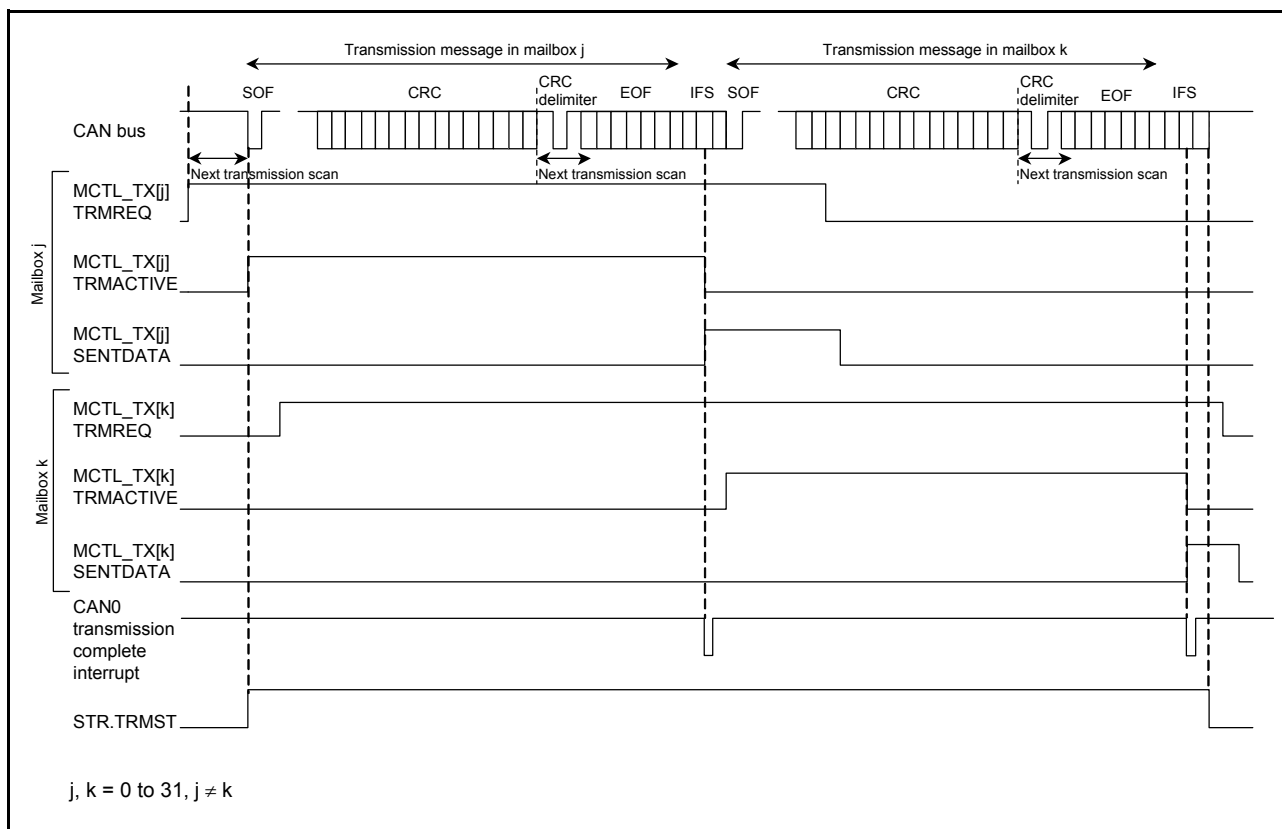 Transmission message in mailbox j
Transmission message in mailbox k
SOF
CRC
CRC
delimiter
EOF
IFS
SOF
CRC
CRC
delimiter
EOF
IFS
CAN bus
Next transmission scan
Next transmission scan
Next transmission scan
Mailbox j
MCTL_TX[j]
TRMREQ
MCTL_TX[j]
TRMACTIVE
MCTL_TX[j]
SENTDATA
Mailbox k
MCTL_TX[k]
TRMREQ
MCTL_TX[k]
TRMACTIVE
MCTL_TX[k]
SENTDATA
CAN0
transmission
complete
interrupt
STR.TRMST
j, k = 0 to 31, j ≠ k